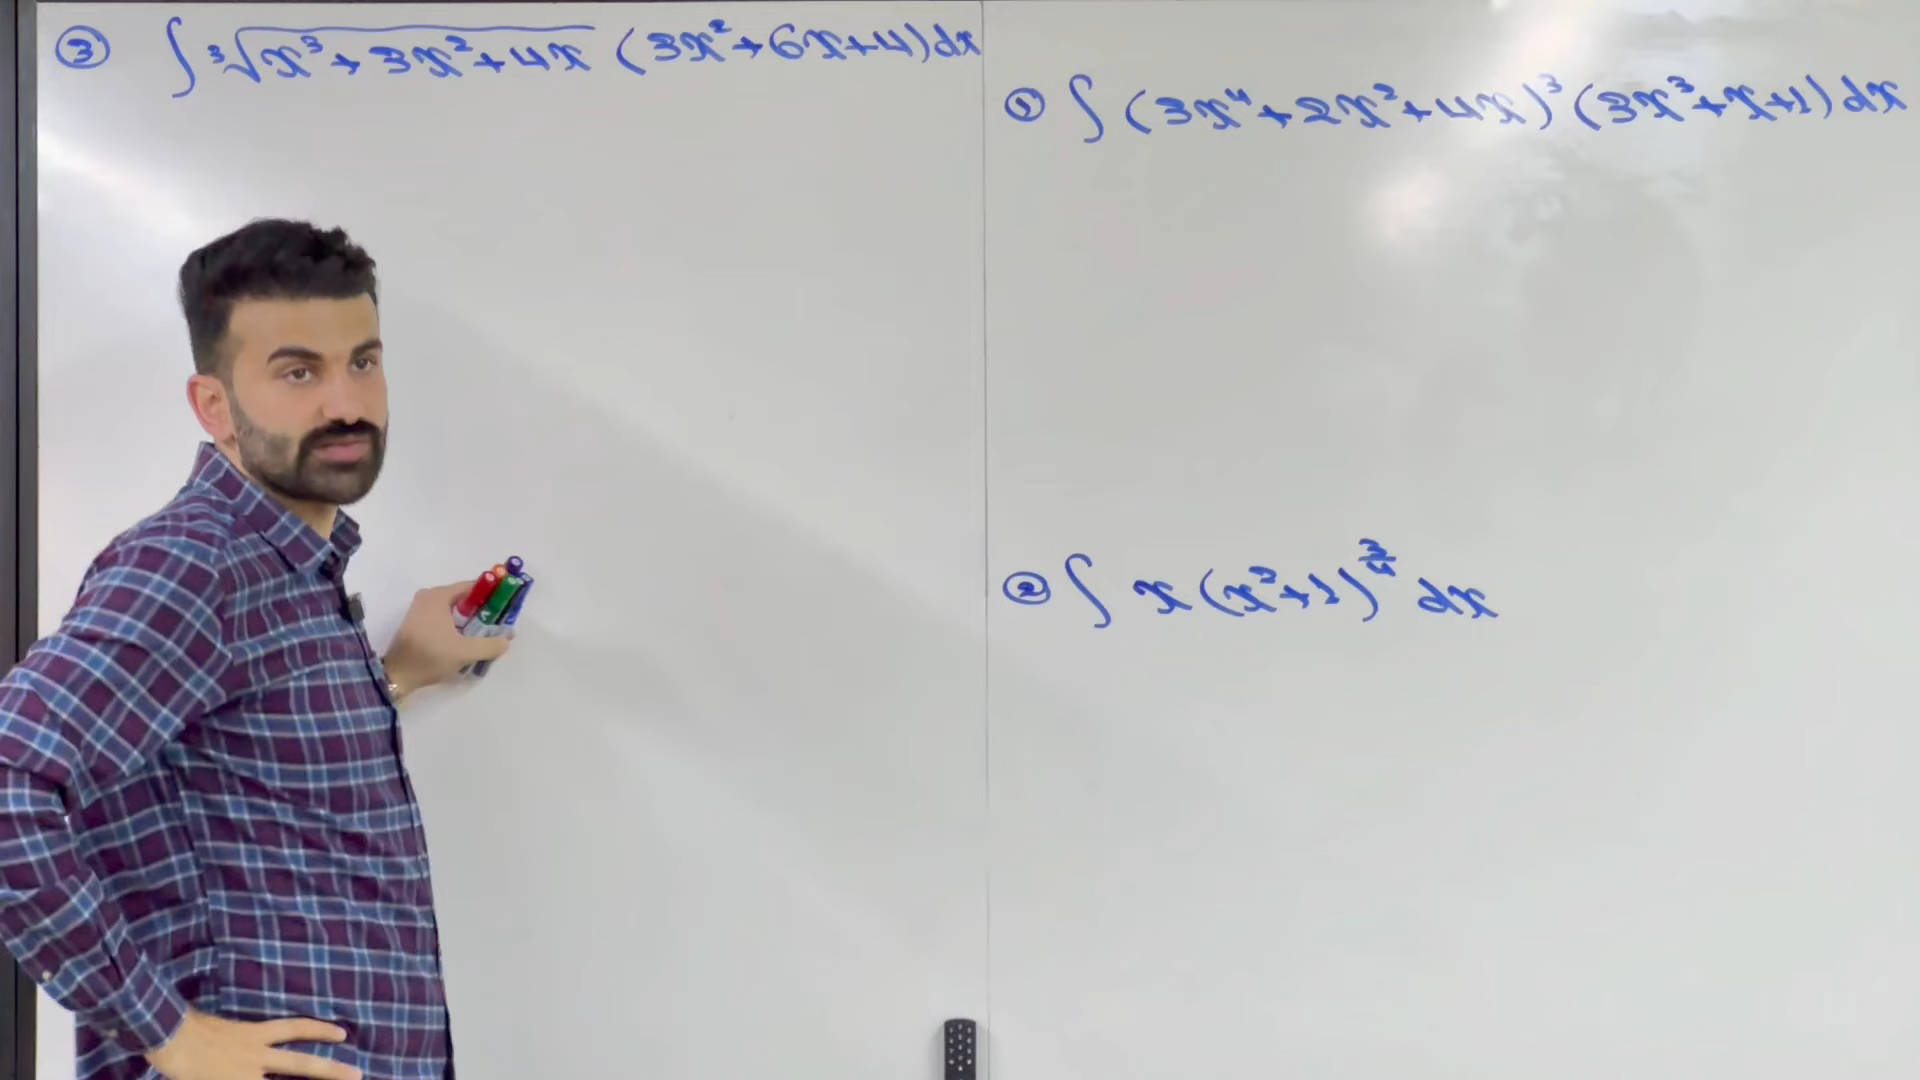 ③ ∫ ∛(x³+3x²+4x) (3x²+6x+4)dx
① ∫ (3x⁴+2x²+4x)³ (3x³+x+1) dx
② ∫ x(x²+1)^(3/4) dx